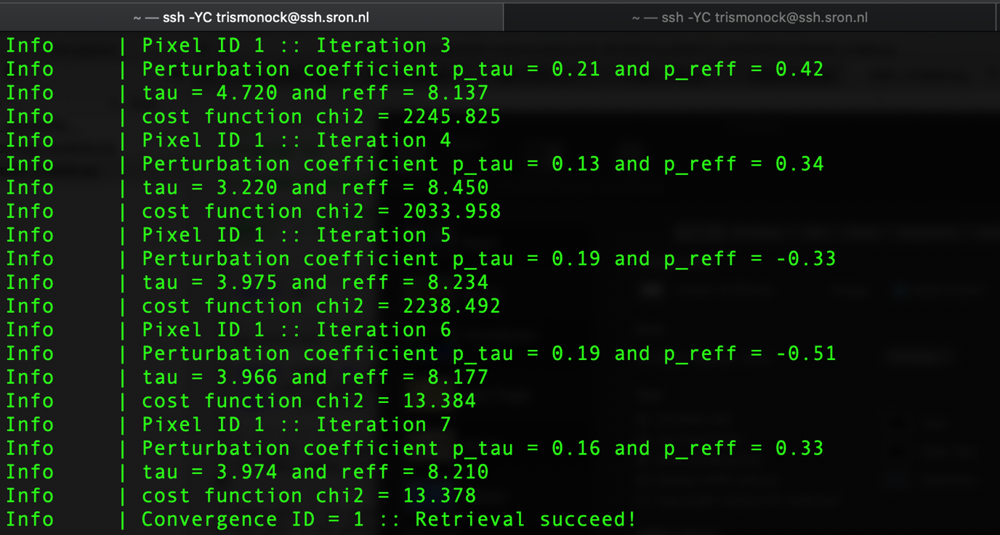 ~ — ssh -YC trismonock@ssh.sron.nl
~ — ssh -YC trismonock@ssh.sron.nl
Info | Pixel ID 1 :: Iteration 3
Info | Perturbation coefficient p_tau = 0.21 and p_reff = 0.42
Info | tau = 4.720 and reff = 8.137
Info | cost function chi2 = 2245.825
Info | Pixel ID 1 :: Iteration 4
Info | Perturbation coefficient p_tau = 0.13 and p_reff = 0.34
Info | tau = 3.220 and reff = 8.450
Info | cost function chi2 = 2033.958
Info | Pixel ID 1 :: Iteration 5
Info | Perturbation coefficient p_tau = 0.19 and p_reff = -0.33
Info | tau = 3.975 and reff = 8.234
Info | cost function chi2 = 2238.492
Info | Pixel ID 1 :: Iteration 6
Info | Perturbation coefficient p_tau = 0.19 and p_reff = -0.51
Info | tau = 3.966 and reff = 8.177
Info | cost function chi2 = 13.384
Info | Pixel ID 1 :: Iteration 7
Info | Perturbation coefficient p_tau = 0.16 and p_reff = 0.33
Info | tau = 3.974 and reff = 8.210
Info | cost function chi2 = 13.378
Info | Convergence ID = 1 :: Retrieval succeed!